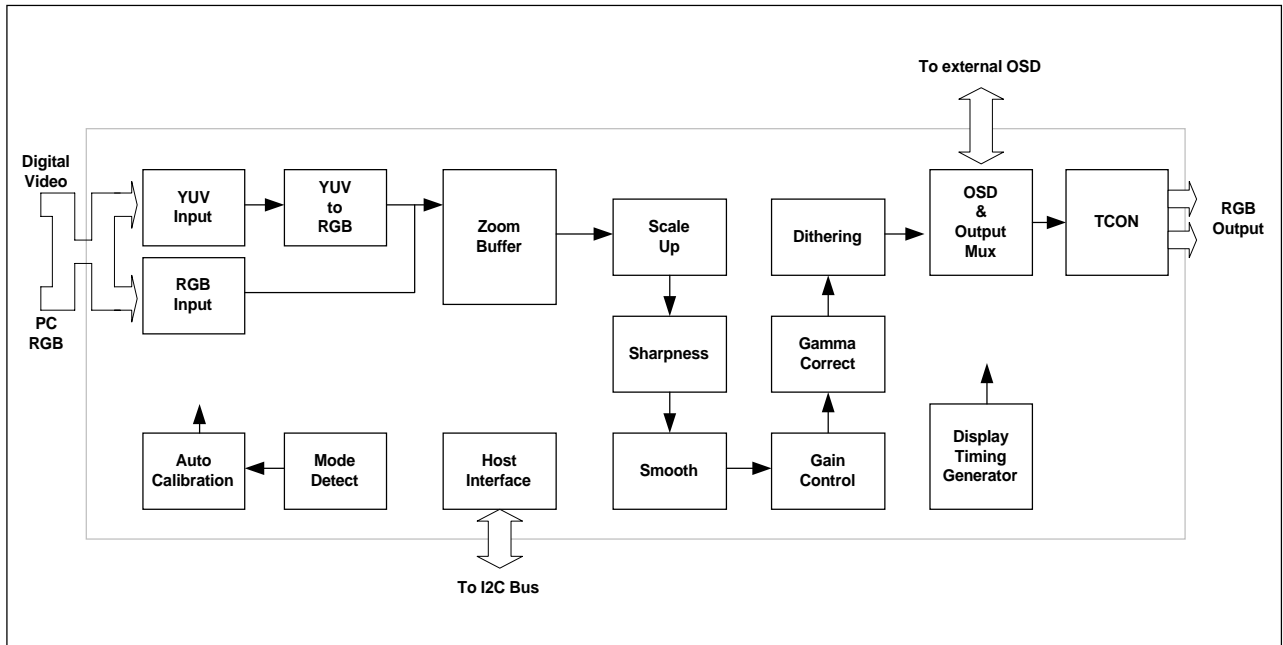 To external OSD
Digital
Video
YUV
Input
YUV
to
RGB
Zoom
Buffer
Scale
Up
Dithering
OSD
&
Output
Mux
TCON
RGB
Output
RGB
Input
PC
RGB
Sharpness
Gamma
Correct
Auto
Calibration
Mode
Detect
Host
Interface
Smooth
Gain
Control
Display
Timing
Generator
To I2C Bus